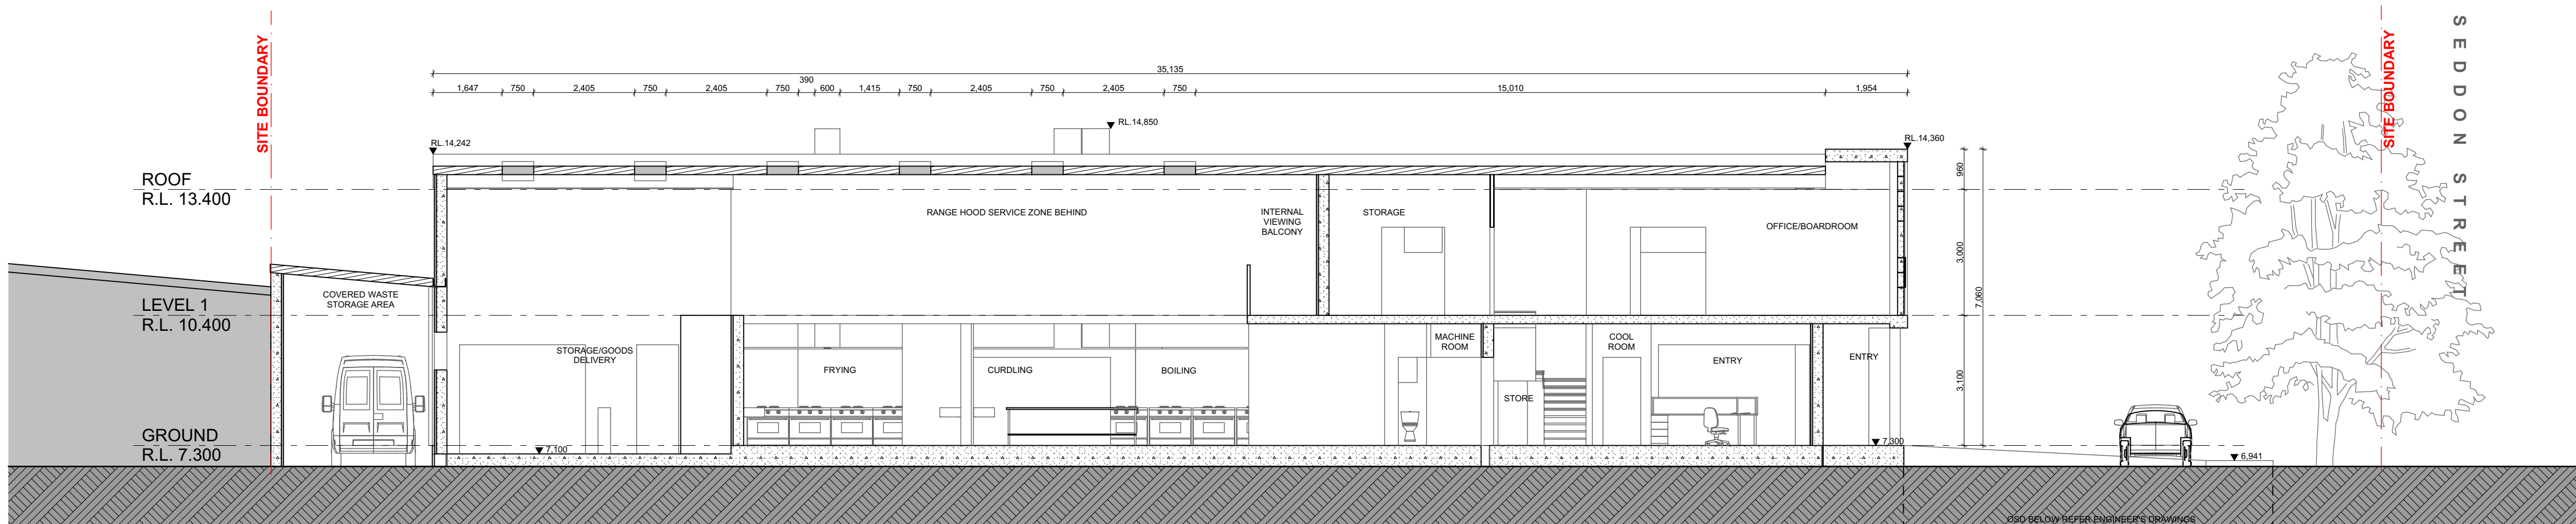 SITE BOUNDARY
SITE BOUNDARY
SEDDON STREET
35,135
390
1,647 750 2,405 750 2,405 750 600 1,415 750 2,405 750 2,405 750 15,010 1,954
RL.14,850
RL.14,242
RL.14,360
960
ROOF
R.L. 13.400
RANGE HOOD SERVICE ZONE BEHIND
INTERNAL
VIEWING
BALCONY
STORAGE
OFFICE/BOARDROOM
3,000
7,060
COVERED WASTE
STORAGE AREA
LEVEL 1
R.L. 10.400
STORAGE/GOODS
DELIVERY
FRYING
CURDLING
BOILING
MACHINE
ROOM
STORE
COOL
ROOM
ENTRY
ENTRY
3,100
GROUND
R.L. 7.300
7,100
7,300
6,941
OSD BELOW REFER ENGINEER'S DRAWINGS